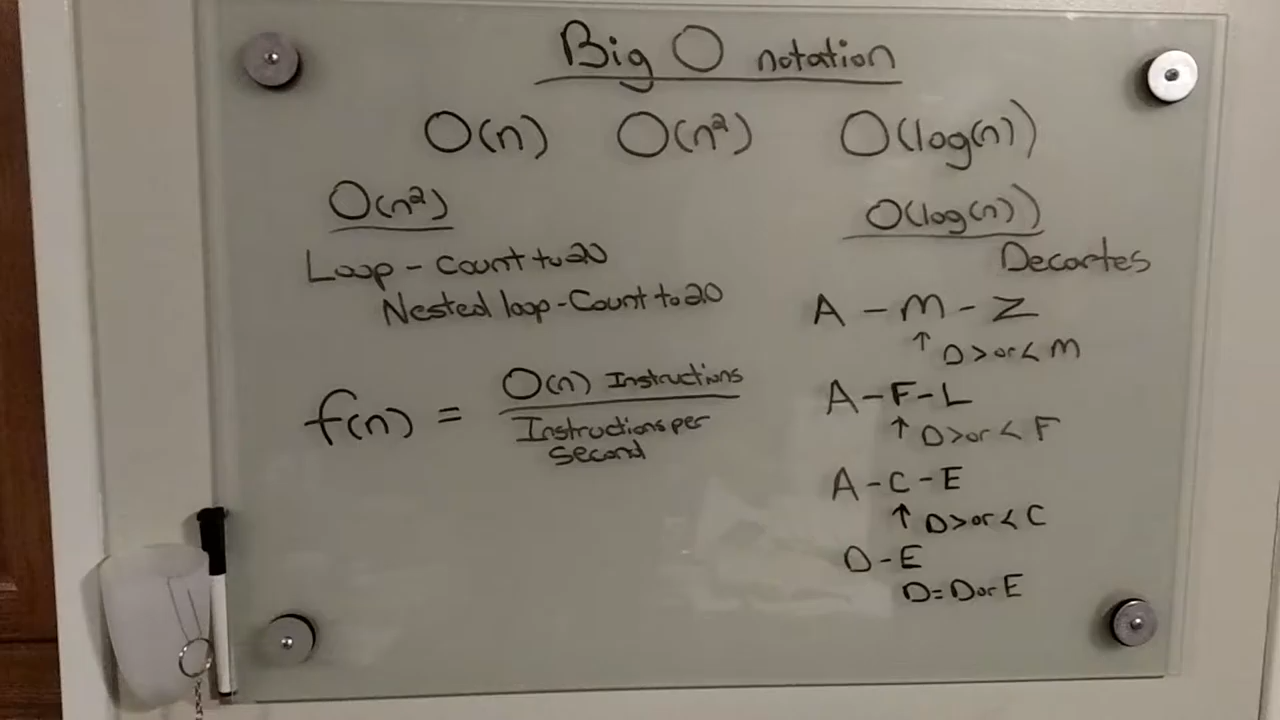 Big O notation
O(n) O(n²) O(log(n))
O(n²)
Loop - Count to 20
Nested loop - Count to 20
f(n) = O(n) Instructions
Instructions per
second
O(log(n))
Decartes
A - M - Z
↑ D > or < M
A - F - L
↑ D > or < F
A - C - E
↑ D > or < C
D - E
D = D or E